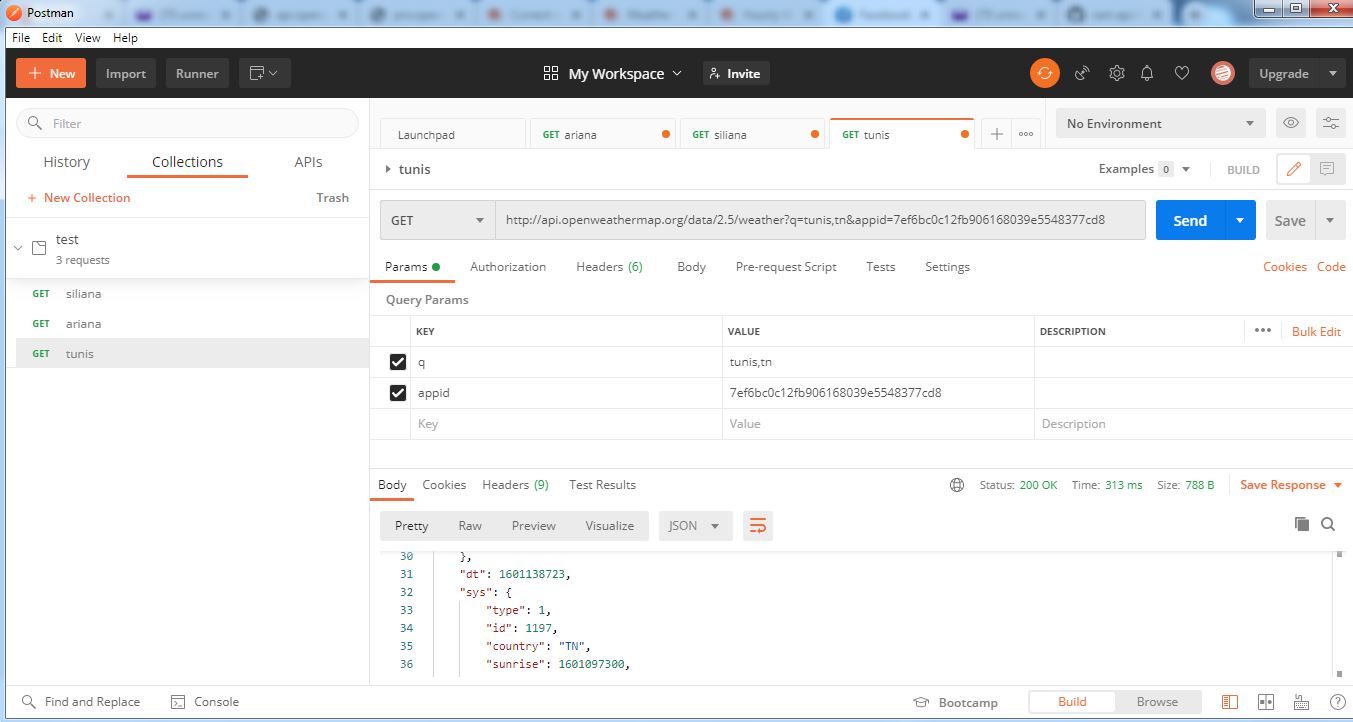 Postman
File Edit View Help
New Import Runner My Workspace Invite Upgrade
Filter
History Collections APIs
New Collection Trash
test
3 requests
GET siliana
GET ariana
GET tunis
Launchpad GET ariana GET siliana GET tunis No Environment
tunis Examples 0 BUILD
GET http://api.openweathermap.org/data/2.5/weather?q=tunis,tn&appid=7ef6bc0c12fb906168039e5548377cd8 Send Save
Params Authorization Headers (6) Body Pre-request Script Tests Settings Cookies Code
Query Params
KEY VALUE DESCRIPTION Bulk Edit
q tunis,tn
appid 7ef6bc0c12fb906168039e5548377cd8
Key Value Description
Body Cookies Headers (9) Test Results Status: 200 OK Time: 313 ms Size: 788 B Save Response
Pretty Raw Preview Visualize JSON
30 },
31 "dt": 1601138723,
32 "sys": {
33 "type": 1,
34 "id": 1197,
35 "country": "TN",
36 "sunrise": 1601097300,
Find and Replace Console Bootcamp Build Browse